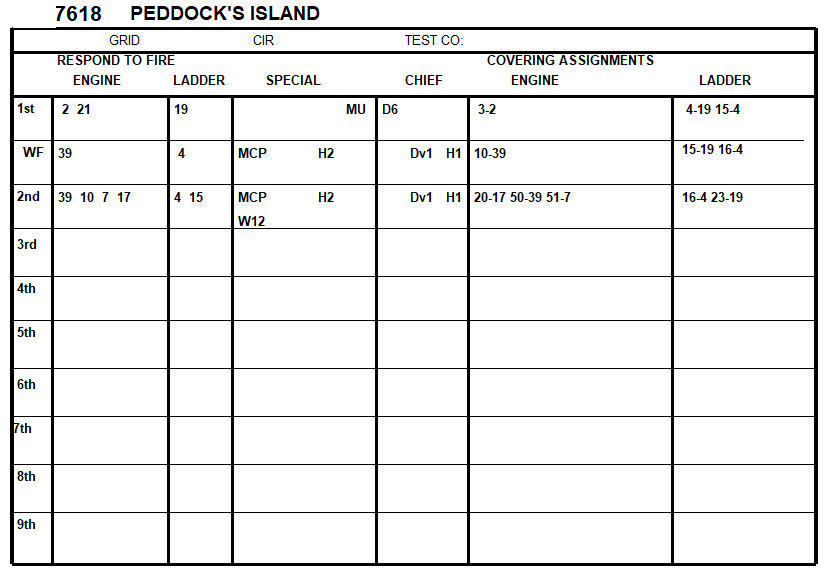 7618 PEDDOCK'S ISLAND
GRID CIR TEST CO:
RESPOND TO FIRE COVERING ASSIGNMENTS
ENGINE LADDER SPECIAL CHIEF ENGINE LADDER
1st 2 21 19 MU D6 3-2 4-19 15-4
WF 39 4 MCP H2 Dv1 H1 10-39 15-19 16-4
2nd 39 10 7 17 4 15 MCP H2 Dv1 H1 20-17 50-39 51-7 16-4 23-19
W12
3rd
4th
5th
6th
7th
8th
9th